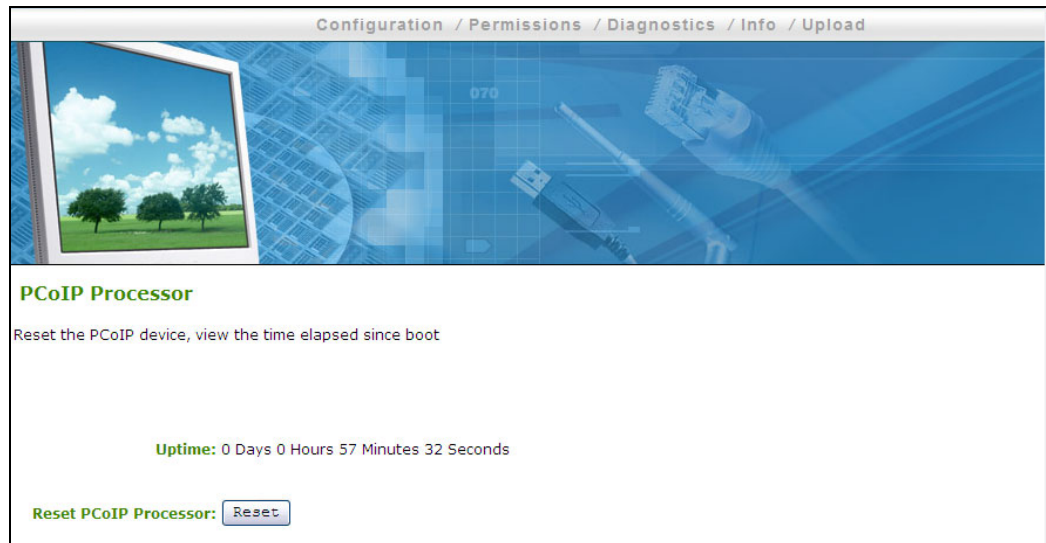 Configuration / Permissions / Diagnostics / Info / Upload
070
PCoIP Processor
Reset the PCoIP device, view the time elapsed since boot
Uptime: 0 Days 0 Hours 57 Minutes 32 Seconds
Reset PCoIP Processor: Reset